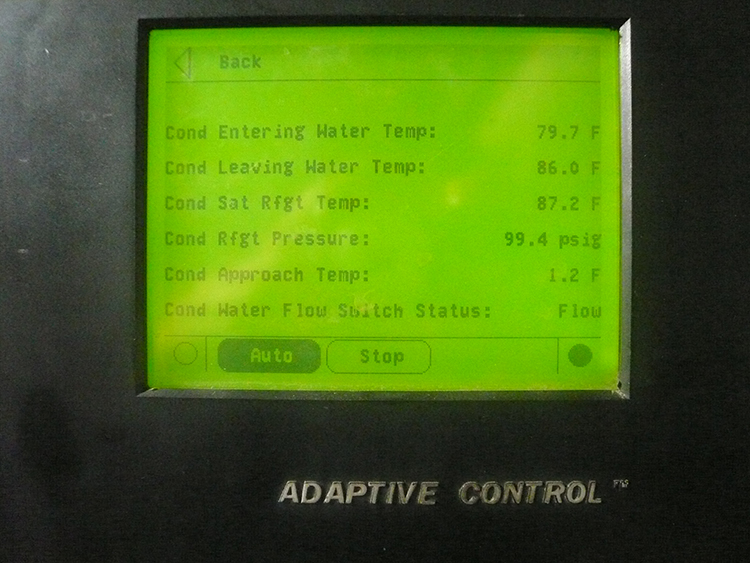 Back
Cond Entering Water Temp: 79.7 F
Cond Leaving Water Temp: 86.0 F
Cond Sat Rfgt Temp: 87.2 F
Cond Rfgt Pressure: 99.4 psig
Cond Approach Temp: 1.2 F
Cond Water Flow Switch Status: Flow
Auto Stop
ADAPTIVE CONTROL™